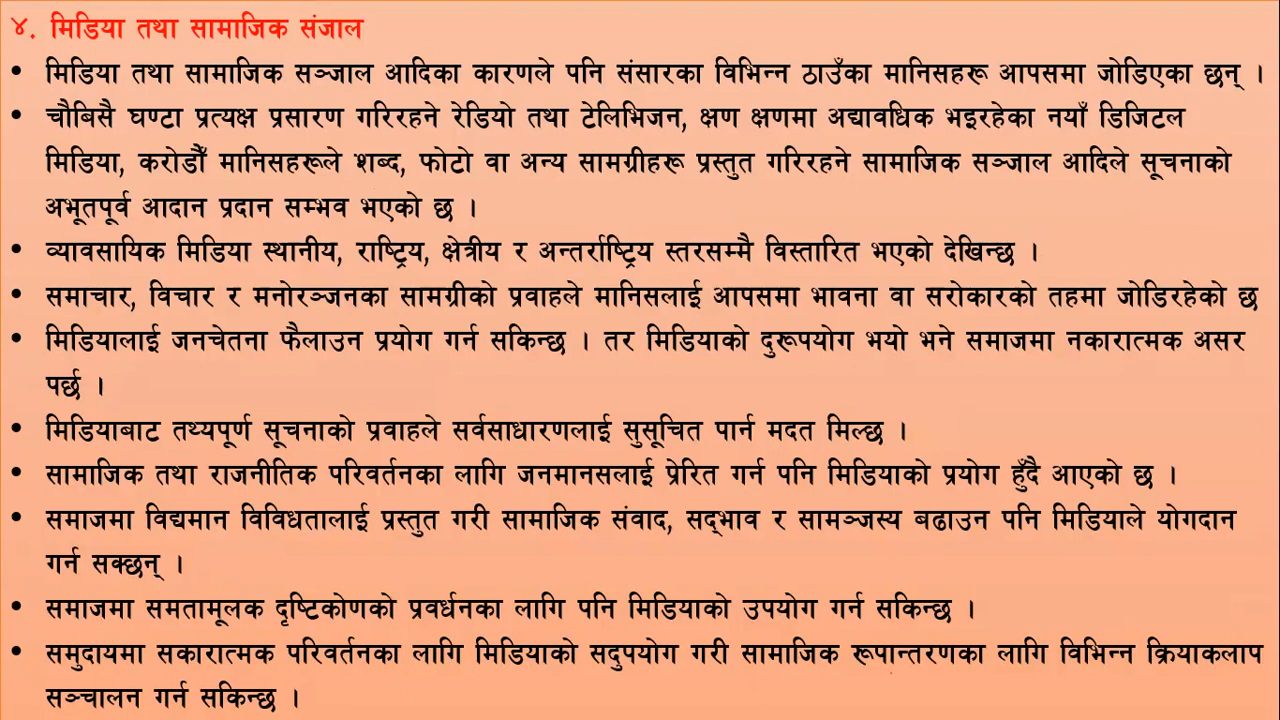 ४. मिडिया तथा सामाजिक संजाल
• मिडिया तथा सामाजिक सञ्जाल आदिका कारणले पनि संसारका विभिन्न ठाउँका मानिसहरू आपसमा जोडिएका छन् ।
• चौबिसै घण्टा प्रत्यक्ष प्रसारण गरिरहने रेडियो तथा टेलिभिजन, क्षण क्षणमा अद्यावधिक भइरहेका नयाँ डिजिटल
मिडिया, करोडौँ मानिसहरूले शब्द, फोटो वा अन्य सामग्रीहरू प्रस्तुत गरिरहने सामाजिक सञ्जाल आदिले सूचनाको
अभूतपूर्व आदान प्रदान सम्भव भएको छ ।
• व्यावसायिक मिडिया स्थानीय, राष्ट्रिय, क्षेत्रीय र अन्तर्राष्ट्रिय स्तरसम्मै विस्तारित भएको देखिन्छ ।
• समाचार, विचार र मनोरञ्जनका सामग्रीको प्रवाहले मानिसलाई आपसमा भावना वा सरोकारको तहमा जोडिरहेको छ
• मिडियालाई जनचेतना फैलाउन प्रयोग गर्न सकिन्छ । तर मिडियाको दुरूपयोग भयो भने समाजमा नकारात्मक असर
पर्छ ।
• मिडियाबाट तथ्यपूर्ण सूचनाको प्रवाहले सर्वसाधारणलाई सुसूचित पार्न मदत मिल्छ ।
• सामाजिक तथा राजनीतिक परिवर्तनका लागि जनमानसलाई प्रेरित गर्न पनि मिडियाको प्रयोग हुँदै आएको छ ।
• समाजमा विद्यमान विविधतालाई प्रस्तुत गरी सामाजिक संवाद, सद्‌भाव र सामञ्जस्य बढाउन पनि मिडियाले योगदान
गर्न सक्छन् ।
• समाजमा समतामूलक दृष्टिकोणको प्रवर्धनका लागि पनि मिडियाको उपयोग गर्न सकिन्छ ।
• समुदायमा सकारात्मक परिवर्तनका लागि मिडियाको सदुपयोग गरी सामाजिक रूपान्तरणका लागि विभिन्न क्रियाकलाप
सञ्चालन गर्न सकिन्छ ।